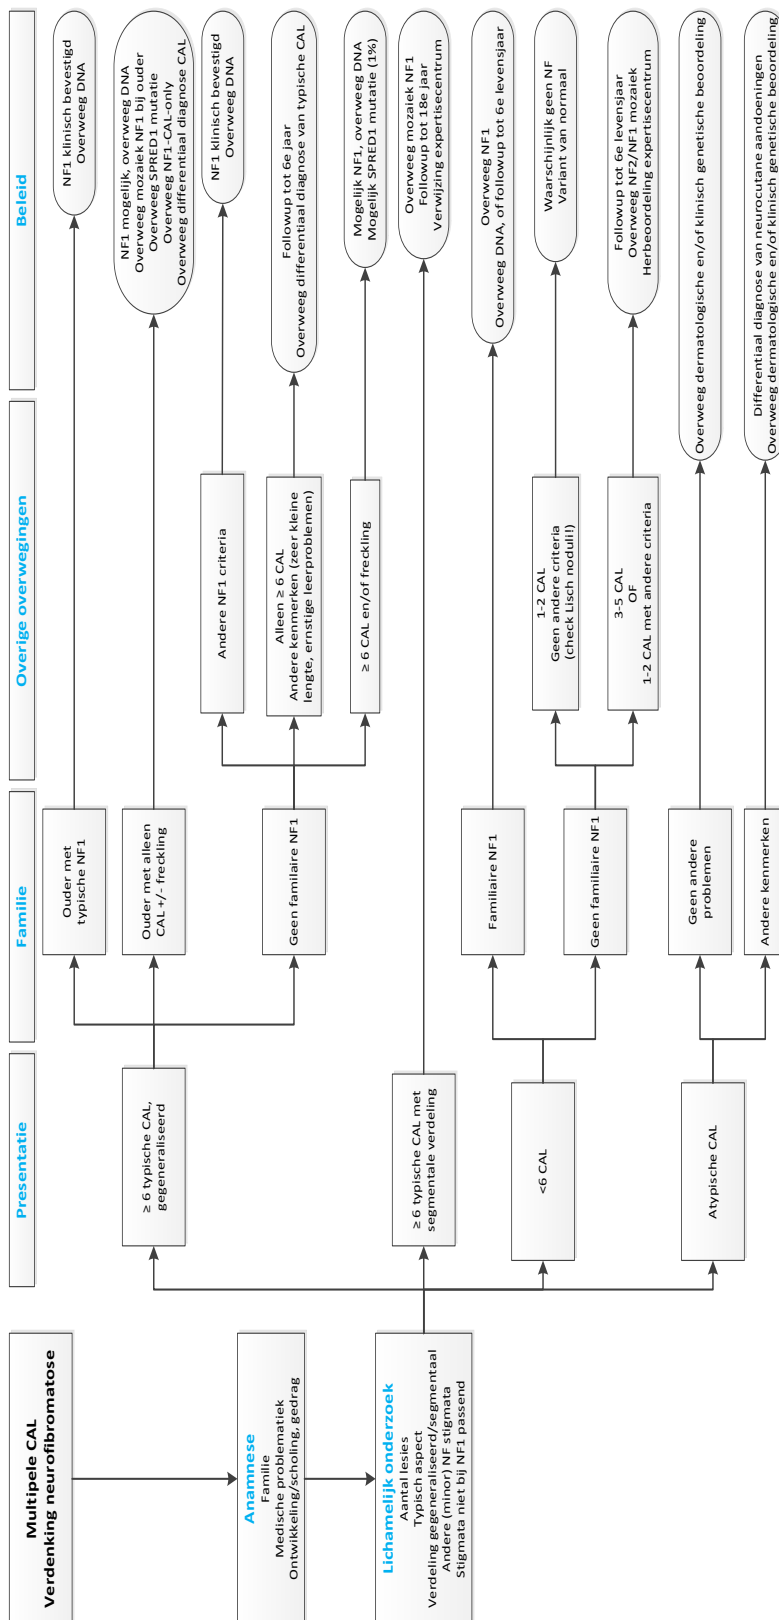 Multipele CAL
Verdenking neurofibromatose
Anamnese
Familie
Medische problematiek
Ontwikkeling/scholing, gedrag
Lichamelijk onderzoek
Aantal lesies
Typisch aspect
Verdeling gegeneraliseerd/segmentaal
Andere (minor) NF stigmata
Stigmata niet bij NF1 passend
Presentatie
≥ 6 typische CAL,
gegeneraliseerd
≥ 6 typische CAL met
segmentale verdeling
<6 CAL
Atypische CAL
Familie
Ouder met
typische NF1
Ouder met alleen
CAL +/- freckling
Geen familaire NF1
Familiaire NF1
Geen familiaire NF1
Geen andere
problemen
Andere kenmerken
Overige overwegingen
Andere NF1 criteria
Alleen ≥ 6 CAL
Andere kenmerken (zeer kleine
lengte, ernstige leerproblemen)
≥ 6 CAL en/of freckling
1-2 CAL
Geen andere criteria
(check Lisch noduli!)
3-5 CAL
OF
1-2 CAL met andere criteria
Beleid
NF1 klinisch bevestigd
Overweeg DNA
NF1 mogelijk, overweeg DNA
Overweeg mozaiek NF1 bij ouder
Overweeg SPRED1 mutatie
Overweeg NF1-CAL-only
Overweeg differentiaal diagnose CAL
NF1 klinisch bevestigd
Overweeg DNA
Followup tot 6e jaar
Overweeg differentiaal diagnose van typische CAL
Mogelijk NF1, overweeg DNA
Mogelijk SPRED1 mutatie (1%)
Overweeg mozaiek NF1
Followup tot 18e jaar
Verwijzing expertisecentrum
Overweeg NF1
Overweeg DNA, of followup tot 6e levensjaar
Waarschijnlijk geen NF
Variant van normaal
Followup tot 6e levensjaar
Overweeg NF2/NF1 mozaiek
Herbeoordeling expertisecentrum
Overweeg dermatologische en/of klinisch genetische beoordeling
Differentiaal diagnose van neurocutane aandoeningen
Overweeg dermatologische en/of klinisch genetische beoordeling